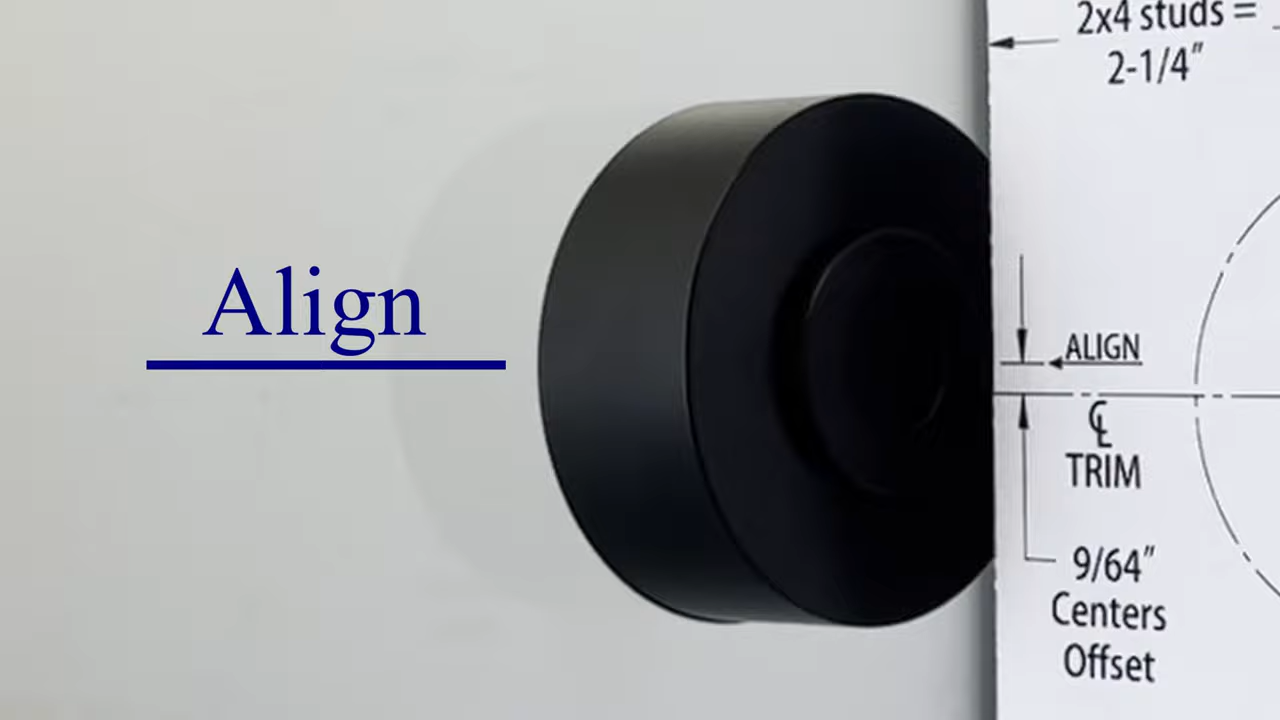 Align
2x4 studs =
2-1/4”
ALIGN
℄
TRIM
9/64”
Centers
Offset